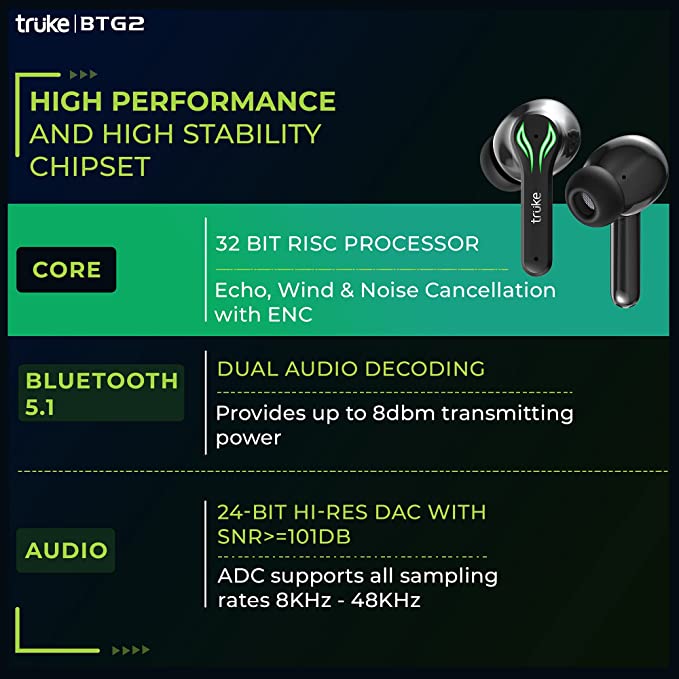 trüke | BTG2
HIGH PERFORMANCE
AND HIGH STABILITY
CHIPSET
trüke
CORE
32 BIT RISC PROCESSOR
Echo, Wind & Noise Cancellation
with ENC
BLUETOOTH
5.1
DUAL AUDIO DECODING
Provides up to 8dbm transmitting
power
AUDIO
24-BIT HI-RES DAC WITH
SNR>=101DB
ADC supports all sampling
rates 8KHz - 48KHz